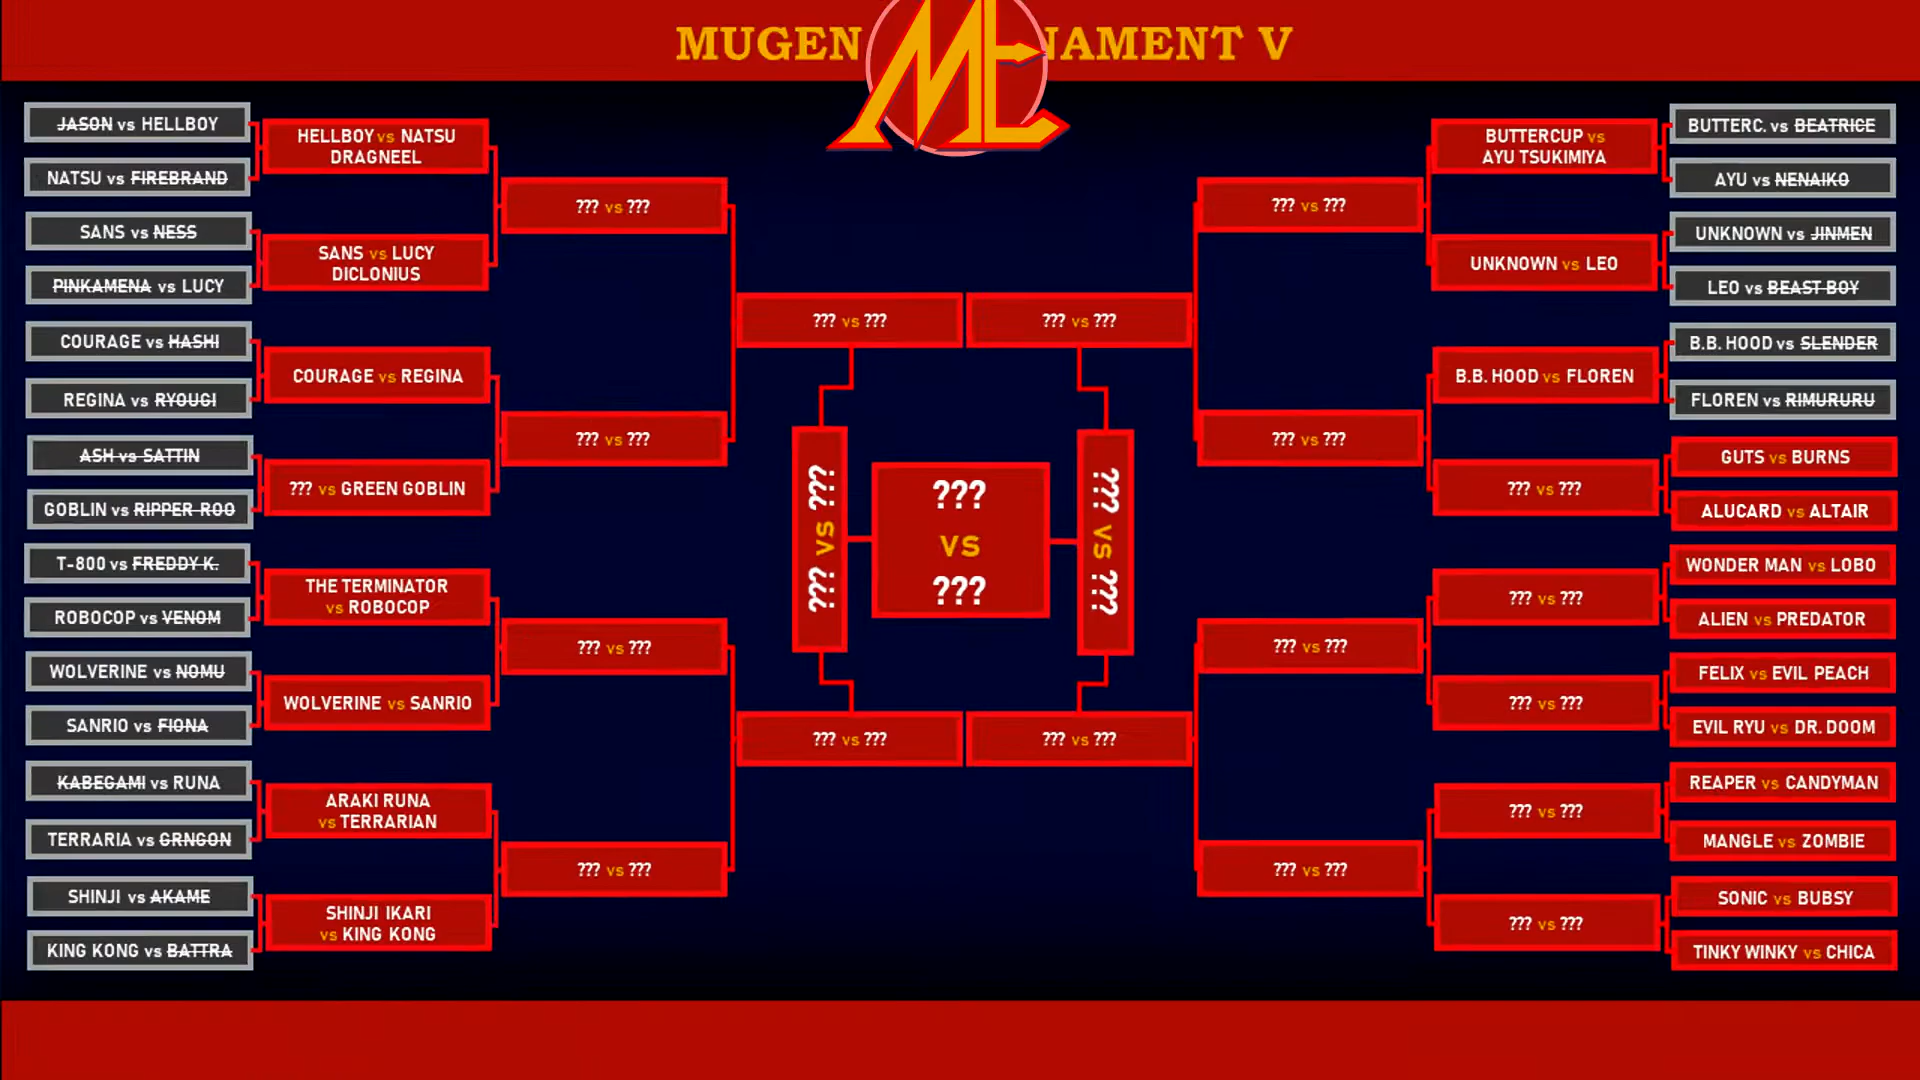 MUGEN NAMENT V
ME
JASON vs HELLBOY
NATSU vs FIREBRAND
SANS vs NESS
PINKAMENA vs LUCY
COURAGE vs HASHI
REGINA vs RYOUGI
ASH vs SATTIN
GOBLIN vs RIPPER ROO
T-800 vs FREDDY K.
ROBOCOP vs VENOM
WOLVERINE vs NOMU
SANRIO vs FIONA
KABEGAMI vs RUNA
TERRARIA vs GRNGON
SHINJI vs AKAME
KING KONG vs BATTRA
HELLBOY vs NATSU
DRAGNEEL
SANS vs LUCY
DICLONIUS
COURAGE vs REGINA
??? vs GREEN GOBLIN
THE TERMINATOR
vs ROBOCOP
WOLVERINE vs SANRIO
ARAKI RUNA
vs TERRARIAN
SHINJI IKARI
vs KING KONG
??? vs ???
??? vs ???
??? vs ???
??? vs ???
??? vs ???
??? vs ???
??? vs ???
???
VS
???
??? vs ???
??? vs ???
??? vs ???
??? vs ???
??? vs ???
??? vs ???
??? vs ???
BUTTERCUP vs
AYU TSUKIMIYA
UNKNOWN vs LEO
B.B. HOOD vs FLOREN
??? vs ???
??? vs ???
??? vs ???
??? vs ???
??? vs ???
BUTTERC. vs BEATRICE
AYU vs NENAIKO
UNKNOWN vs JINMEN
LEO vs BEAST BOY
B.B. HOOD vs SLENDER
FLOREN vs RIMURURU
GUTS vs BURNS
ALUCARD vs ALTAIR
WONDER MAN vs LOBO
ALIEN vs PREDATOR
FELIX vs EVIL PEACH
EVIL RYU vs DR. DOOM
REAPER vs CANDYMAN
MANGLE vs ZOMBIE
SONIC vs BUBSY
TINKY WINKY vs CHICA